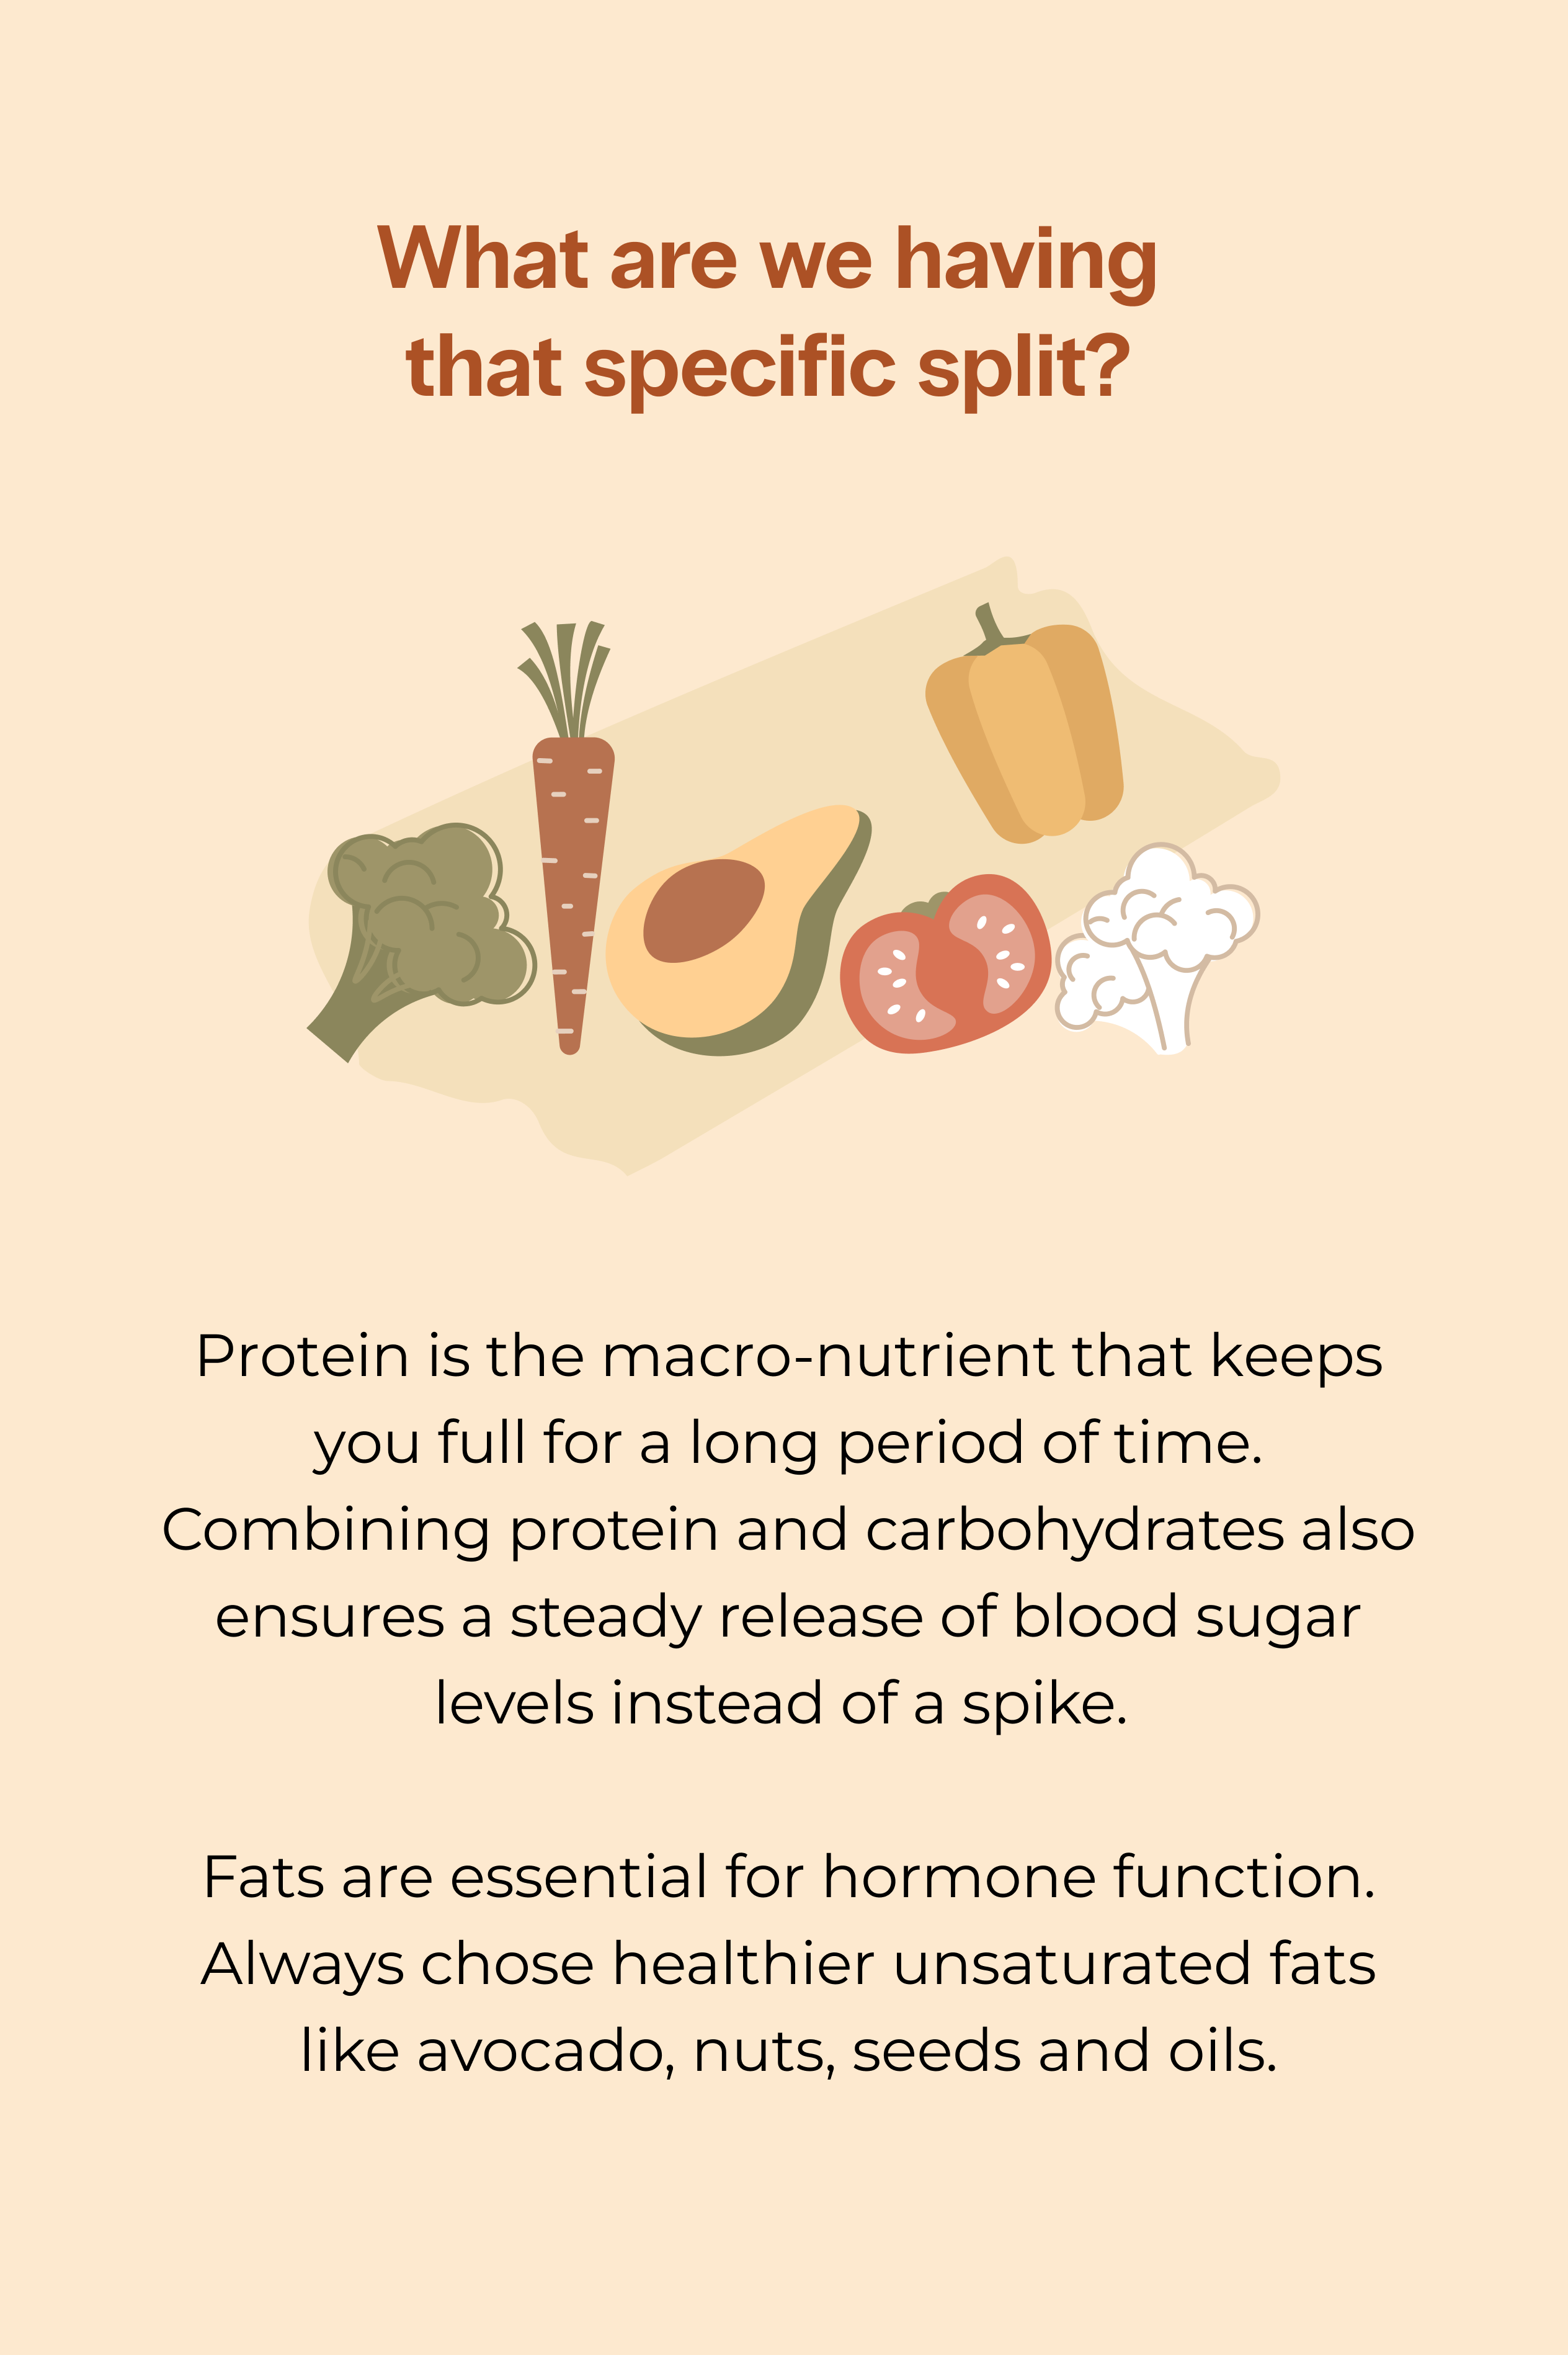 What are we having
that specific split?
Protein is the macro-nutrient that keeps
you full for a long period of time.
Combining protein and carbohydrates also
ensures a steady release of blood sugar
levels instead of a spike.
Fats are essential for hormone function.
Always chose healthier unsaturated fats
like avocado, nuts, seeds and oils.